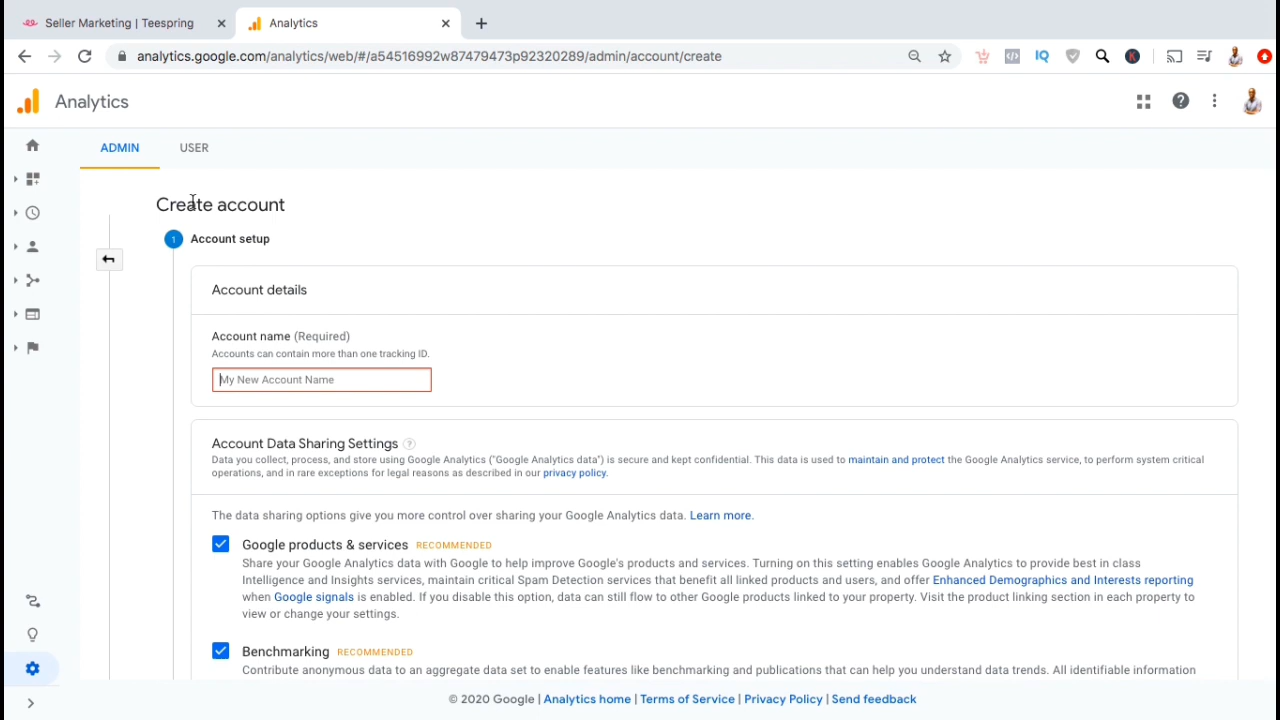 Seller Marketing | Teespring
Analytics
analytics.google.com/analytics/web/#/a54516992w87479473p92320289/admin/account/create
IQ
K
Analytics
ADMIN
USER
Create account
1
Account setup
Account details
Account name (Required)
Accounts can contain more than one tracking ID.
My New Account Name
Account Data Sharing Settings ?
Data you collect, process, and store using Google Analytics ("Google Analytics data") is secure and kept confidential. This data is used to maintain and protect the Google Analytics service, to perform system critical
operations, and in rare exceptions for legal reasons as described in our privacy policy.
The data sharing options give you more control over sharing your Google Analytics data. Learn more.
Google products & services RECOMMENDED
Share your Google Analytics data with Google to help improve Google's products and services. Turning on this setting enables Google Analytics to provide best in class
Intelligence and Insights services, maintain critical Spam Detection services that benefit all linked products and users, and offer Enhanced Demographics and Interests reporting
when Google signals is enabled. If you disable this option, data can still flow to other Google products linked to your property. Visit the product linking section in each property to
view or change your settings.
Benchmarking RECOMMENDED
Contribute anonymous data to an aggregate data set to enable features like benchmarking and publications that can help you understand data trends. All identifiable information
© 2020 Google | Analytics home | Terms of Service | Privacy Policy | Send feedback